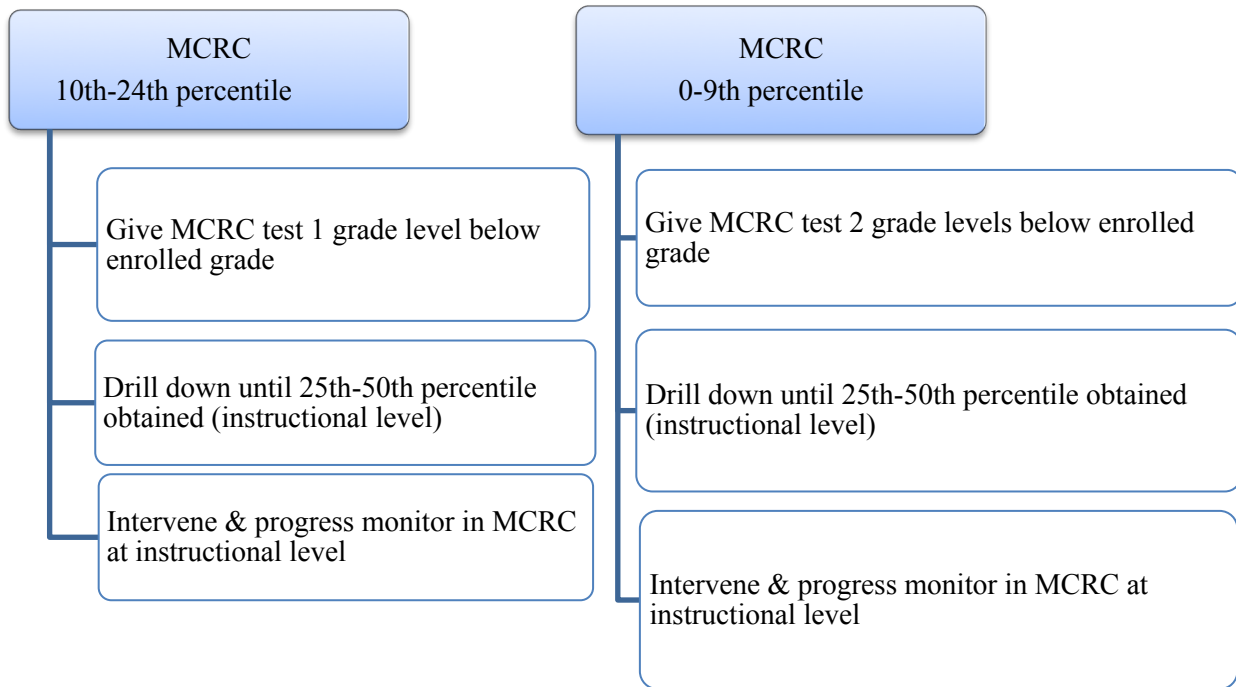 MCRC
10th-24th percentile
Give MCRC test 1 grade level below
enrolled grade
Drill down until 25th-50th percentile
obtained (instructional level)
Intervene & progress monitor in MCRC
at instructional level
MCRC
0-9th percentile
Give MCRC test 2 grade levels below enrolled
grade
Drill down until 25th-50th percentile obtained
(instructional level)
Intervene & progress monitor in MCRC at
instructional level